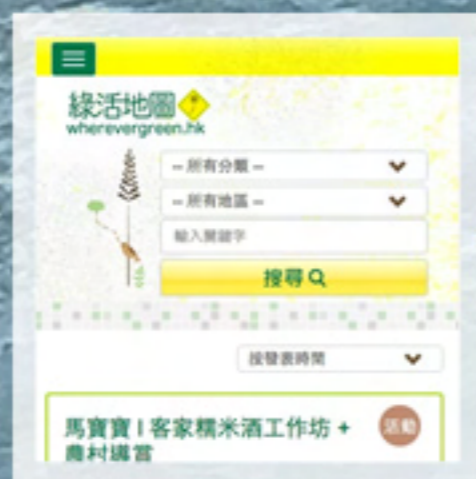 綠活地圖
wherevergreen.hk
-- 所有分類 --
-- 所有地區 --
輸入關鍵字
搜尋
按發表時間
馬寶寶 | 客家糯米酒工作坊 +
農村導賞
活動